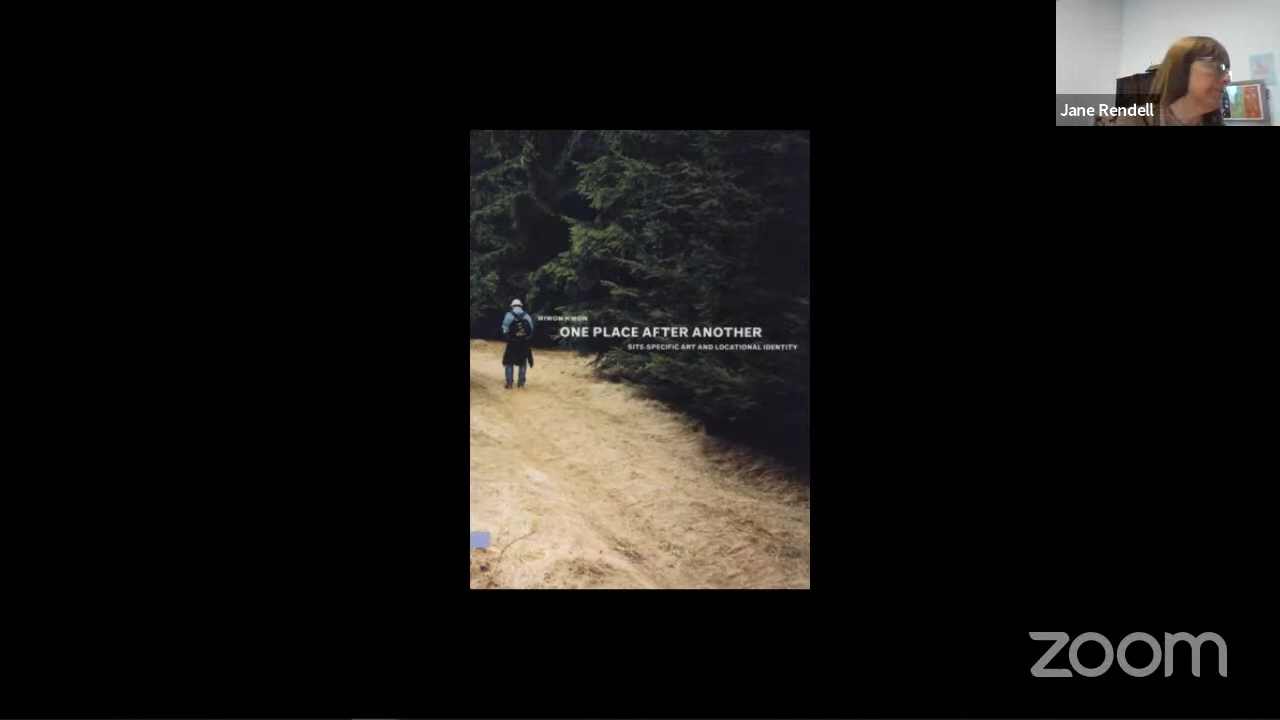 Jane Rendell
MIWON KWON
ONE PLACE AFTER ANOTHER
SITE-SPECIFIC ART AND LOCATIONAL IDENTITY
zoom